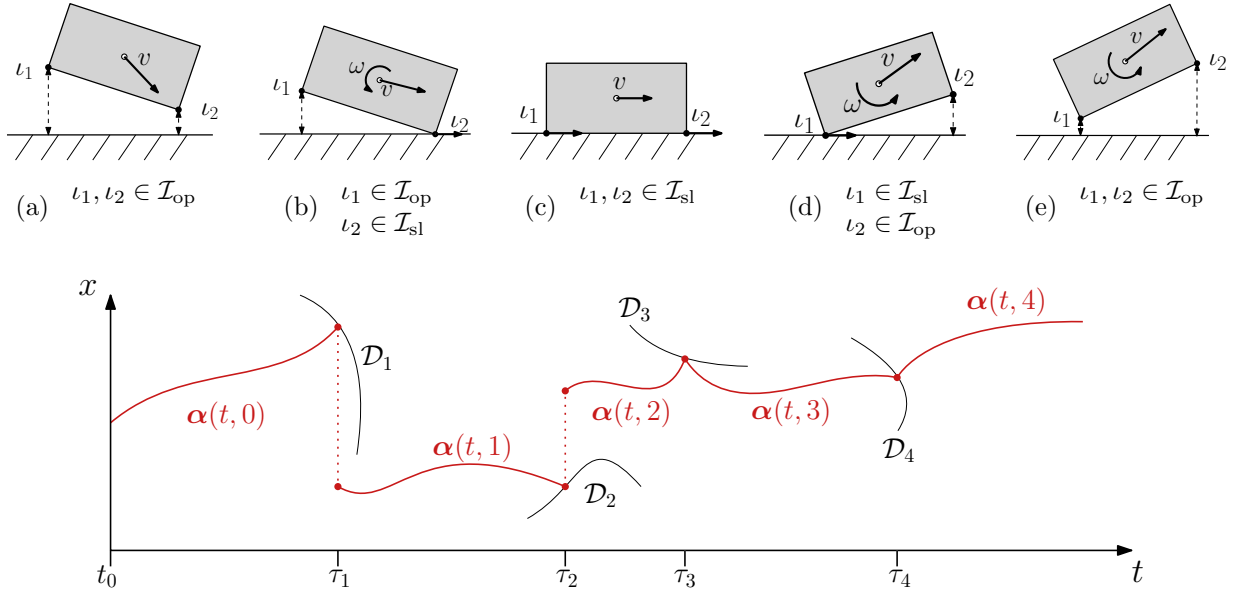 ι₁ v ι₂
ι₁ ω v ι₂
ι₁ v ι₂
ι₁ ω v ι₂
ι₁ ω v ι₂
(a) ι₁, ι₂ ∈ 𝓘ₒₚ
(b) ι₁ ∈ 𝓘ₒₚ
ι₂ ∈ 𝓘ₛₗ
(c) ι₁, ι₂ ∈ 𝓘ₛₗ
(d) ι₁ ∈ 𝓘ₛₗ
ι₂ ∈ 𝓘ₒₚ
(e) ι₁, ι₂ ∈ 𝓘ₒₚ
x
𝒟₁
𝒟₂
𝒟₃
𝒟₄
α(t, 0)
α(t, 1)
α(t, 2)
α(t, 3)
α(t, 4)
t₀ τ₁ τ₂ τ₃ τ₄ t